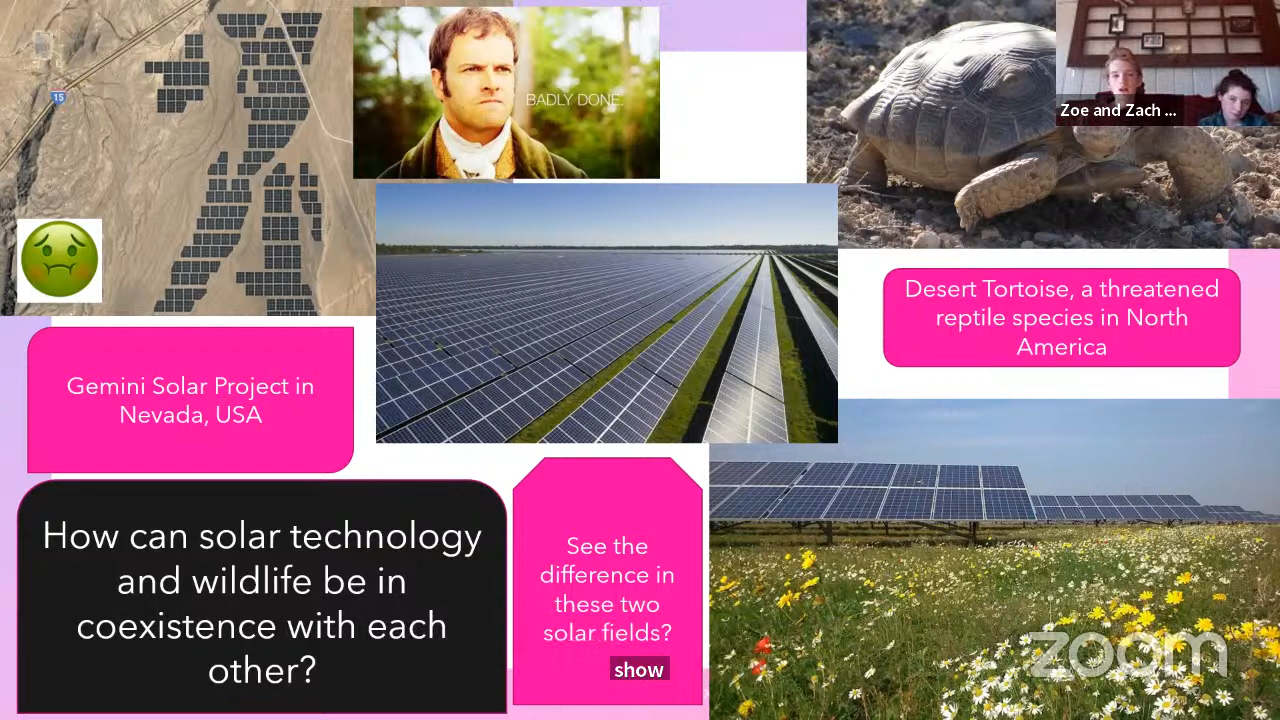 15
BADLY DONE.
Zoe and Zach ...
Desert Tortoise, a threatened
reptile species in North
America
Gemini Solar Project in
Nevada, USA
How can solar technology
and wildlife be in
coexistence with each
other?
See the
difference in
these two
solar fields?
show
zoom